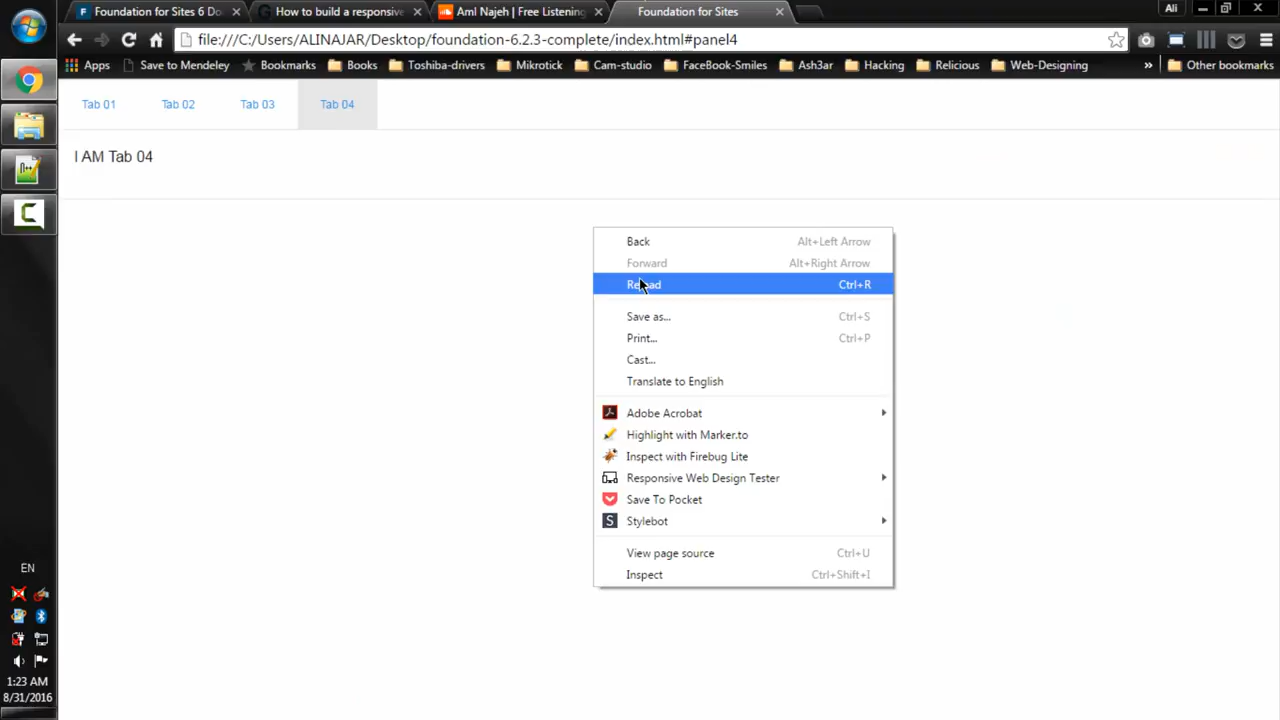 Foundation for Sites 6 Do
How to build a responsive
Aml Najeh | Free Listening
Foundation for Sites
Ali
file:///C:/Users/ALINAJAR/Desktop/foundation-6.2.3-complete/index.html#panel4
Apps
Save to Mendeley
Bookmarks
Books
Toshiba-drivers
Mikrotick
Cam-studio
FaceBook-Smiles
Ash3ar
Hacking
Relicious
Web-Designing
»
Other bookmarks
Tab 01
Tab 02
Tab 03
Tab 04
I AM Tab 04
Back Alt+Left Arrow
Forward Alt+Right Arrow
Reload Ctrl+R
Save as... Ctrl+S
Print... Ctrl+P
Cast...
Translate to English
Adobe Acrobat
Highlight with Marker.to
Inspect with Firebug Lite
Responsive Web Design Tester
Save To Pocket
Stylebot
View page source Ctrl+U
Inspect Ctrl+Shift+I
EN
1:23 AM
8/31/2016